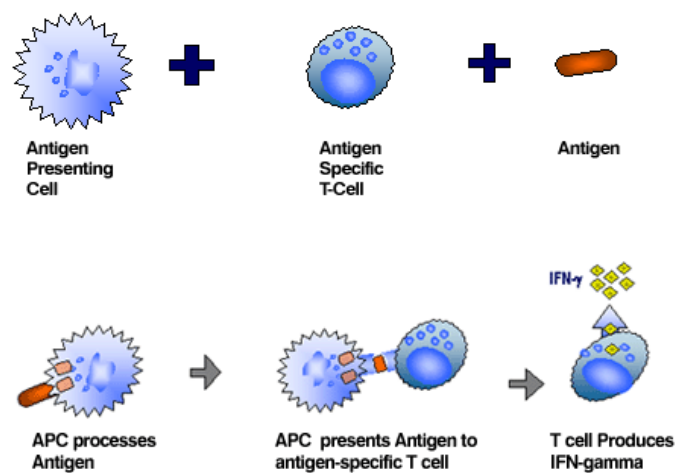 Antigen
Presenting
Cell
Antigen
Specific
T-Cell
Antigen
IFN-γ
APC processes
Antigen
APC presents Antigen to
antigen-specific T cell
T cell Produces
IFN-gamma